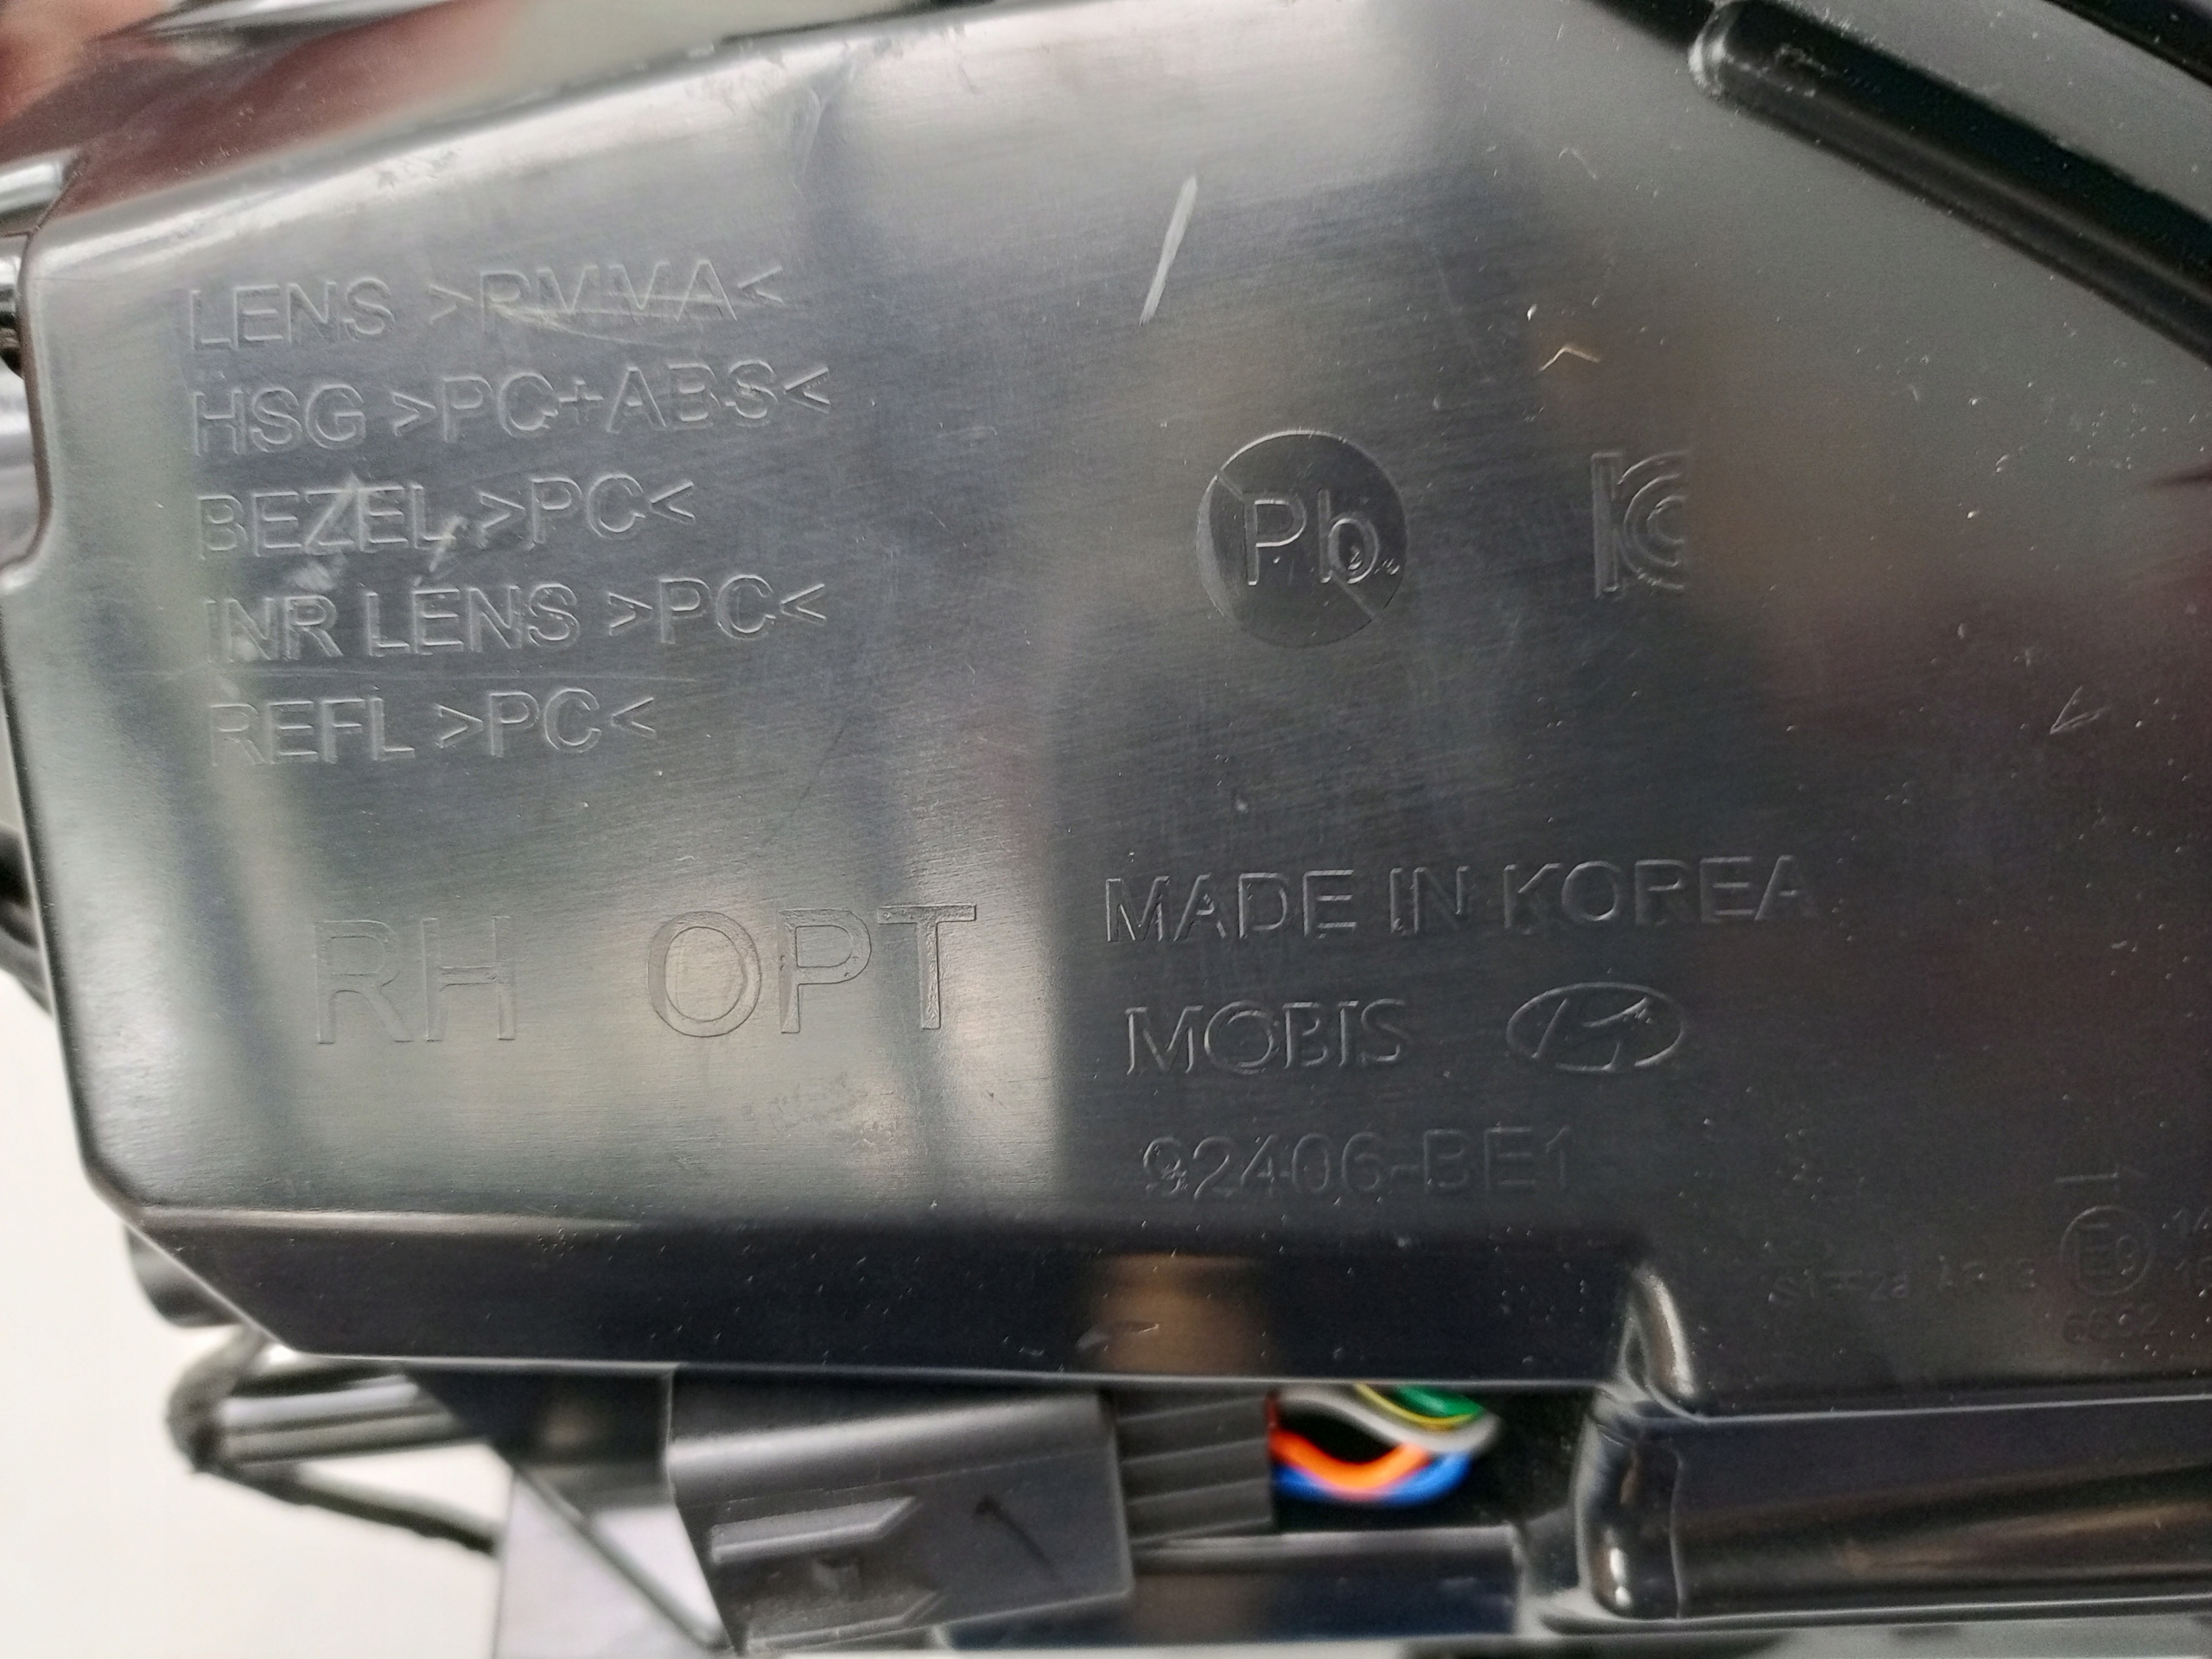 LENS >PMMA<
HSG >PC+ABS<
BEZEL >PC<
INR LENS >PC<
REFL >PC<
Pb
RH OPT
MADE IN KOREA
MOBIS
92406-BE1
E9